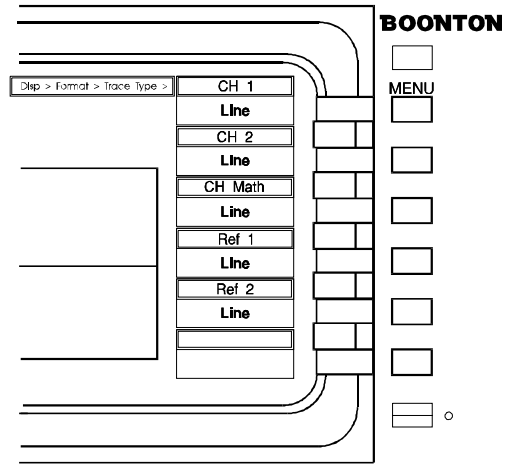 BOONTON
MENU
Disp > Format > Trace Type >
CH 1
Line
CH 2
Line
CH Math
Line
Ref 1
Line
Ref 2
Line